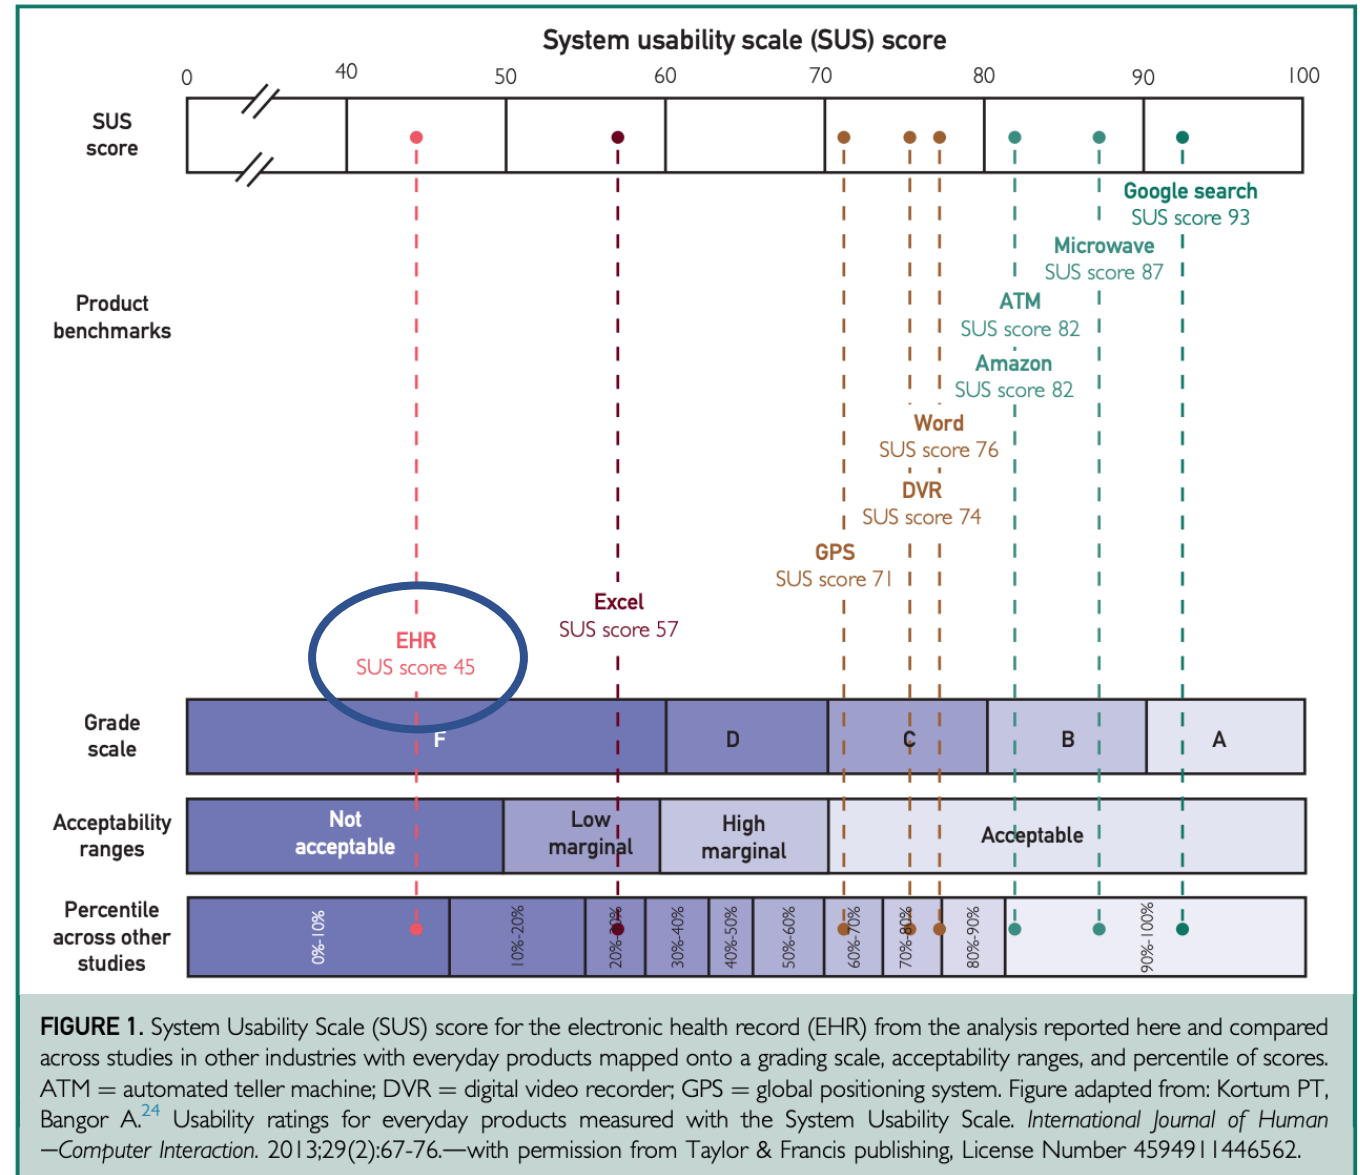 System usability scale (SUS) score
0 40 50 60 70 80 90 100
SUS
score
Google search
SUS score 93
Microwave
SUS score 87
Product
benchmarks
ATM
SUS score 82
Amazon
SUS score 82
Word
SUS score 76
DVR
SUS score 74
GPS
SUS score 71
Excel
SUS score 57
EHR
SUS score 45
Grade
scale
F D C B A
Acceptability
ranges
Not
acceptable
Low
marginal
High
marginal
Acceptable
Percentile
across other
studies
0%-10%
10%-20%
20%-30%
30%-40%
40%-50%
50%-60%
60%-70%
70%-80%
80%-90%
90%-100%
FIGURE 1. System Usability Scale (SUS) score for the electronic health record (EHR) from the analysis reported here and compared
across studies in other industries with everyday products mapped onto a grading scale, acceptability ranges, and percentile of scores.
ATM = automated teller machine; DVR = digital video recorder; GPS = global positioning system. Figure adapted from: Kortum PT,
Bangor A.24 Usability ratings for everyday products measured with the System Usability Scale. International Journal of Human
—Computer Interaction. 2013;29(2):67-76.—with permission from Taylor & Francis publishing, License Number 4594911446562.